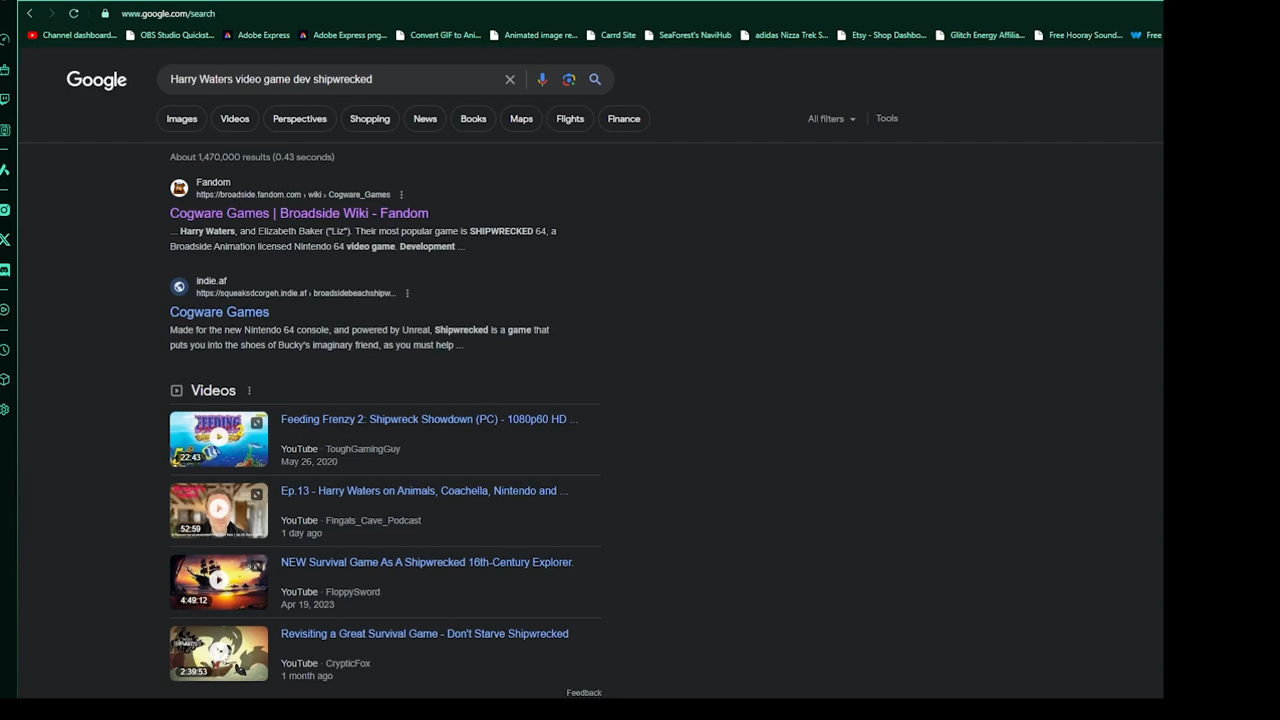 www.google.com/search
Channel dashboard... OBS Studio Quickst... Adobe Express Adobe Express png... Convert GIF to Ani... Animated image re... Carrd Site SeaForest's NaviHub adidas Nizza Trek S... Etsy - Shop Dashbo... Glitch Energy Affilia... Free Hooray Sound... Free
Google
Harry Waters video game dev shipwrecked
Images Videos Perspectives Shopping News Books Maps Flights Finance All filters Tools
About 1,470,000 results (0.43 seconds)
Fandom
https://broadside.fandom.com › wiki › Cogware_Games
Cogware Games | Broadside Wiki - Fandom
... Harry Waters, and Elizabeth Baker ("Liz"). Their most popular game is SHIPWRECKED 64, a
Broadside Animation licensed Nintendo 64 video game. Development ...
indie.af
https://squeaksdcorgeh.indie.af › broadsidebeachshipw...
Cogware Games
Made for the new Nintendo 64 console, and powered by Unreal, Shipwrecked is a game that
puts you into the shoes of Bucky's imaginary friend, as you must help ...
Videos
Feeding Frenzy 2: Shipwreck Showdown (PC) - 1080p60 HD ...
FEEDING
22:43
YouTube · ToughGamingGuy
May 26, 2020
Ep.13 - Harry Waters on Animals, Coachella, Nintendo and ...
52:59
YouTube · Fingals_Cave_Podcast
1 day ago
NEW Survival Game As A Shipwrecked 16th-Century Explorer.
4:49:12
YouTube · FloppySword
Apr 19, 2023
Revisiting a Great Survival Game - Don't Starve Shipwrecked
2:39:53
YouTube · CrypticFox
1 month ago
Feedback